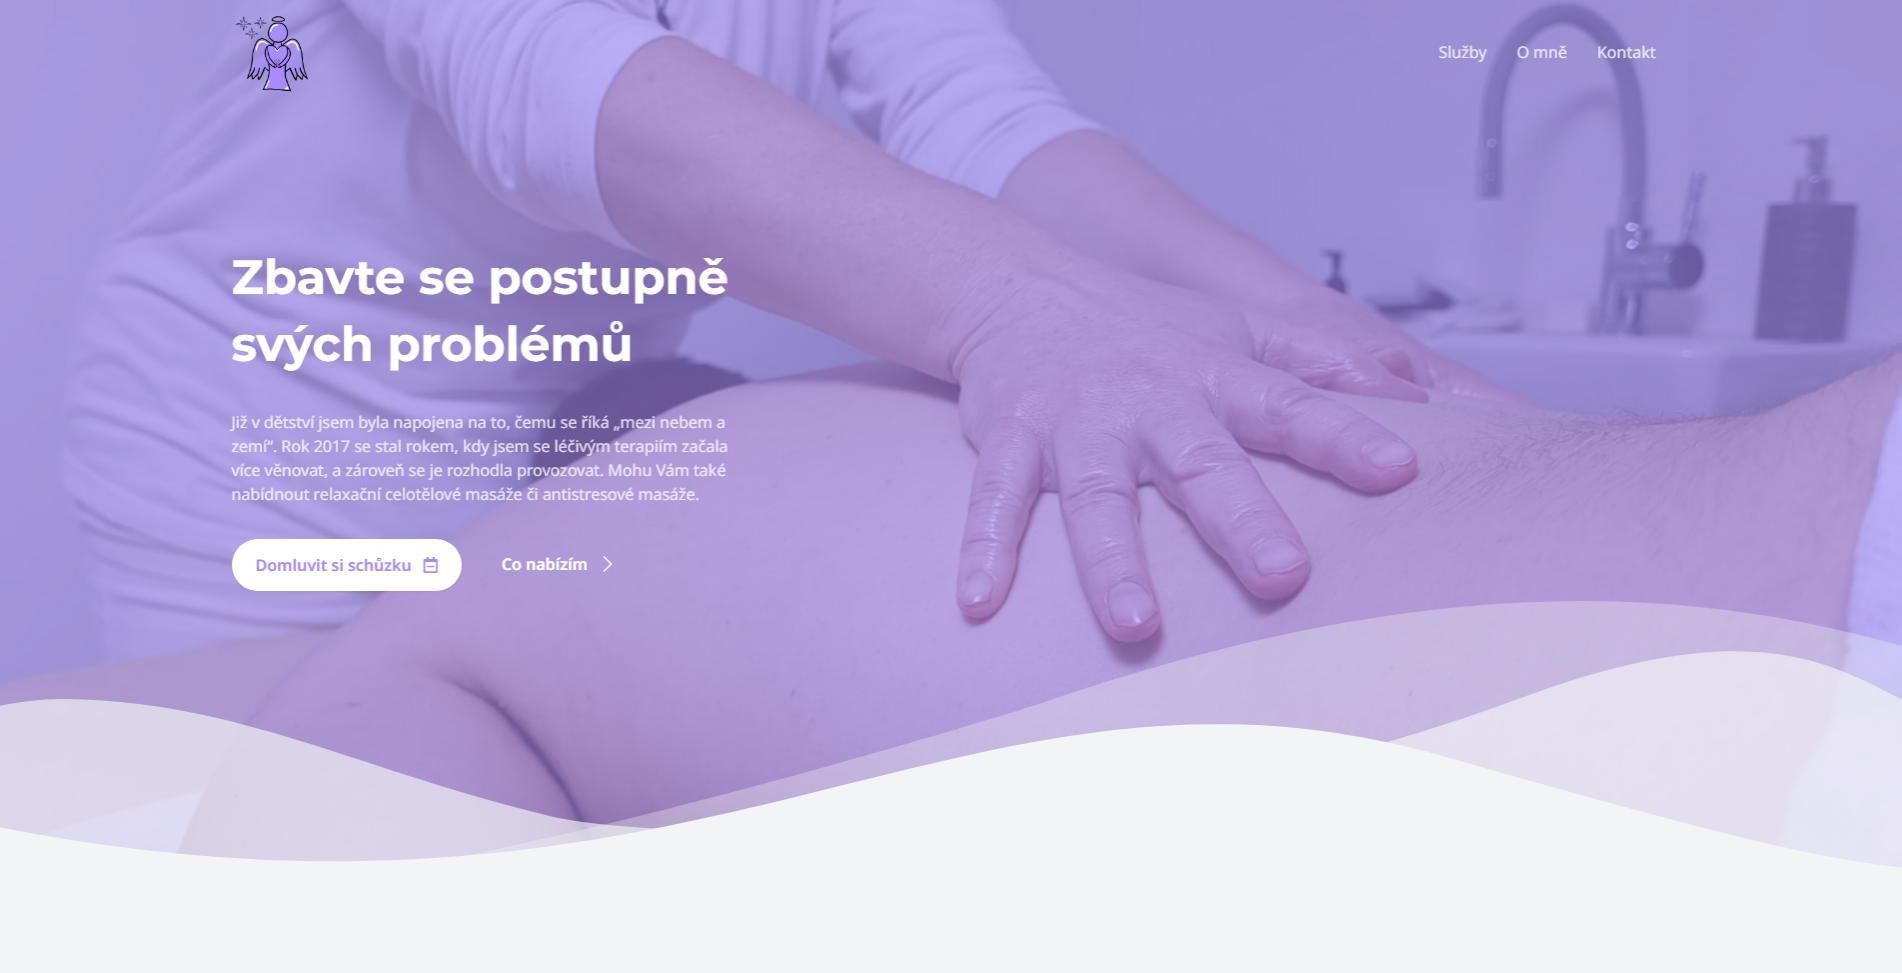 Služby
O mně
Kontakt
Zbavte se postupně
svých problémů
Již v dětství jsem byla napojena na to, čemu se říká „mezi nebem a
zemí“. Rok 2017 se stal rokem, kdy jsem se léčivým terapiím začala
více věnovat, a zároveň se je rozhodla provozovat. Mohu Vám také
nabídnout relaxační celotělové masáže či antistresové masáže.
Domluvit si schůzku
Co nabízím